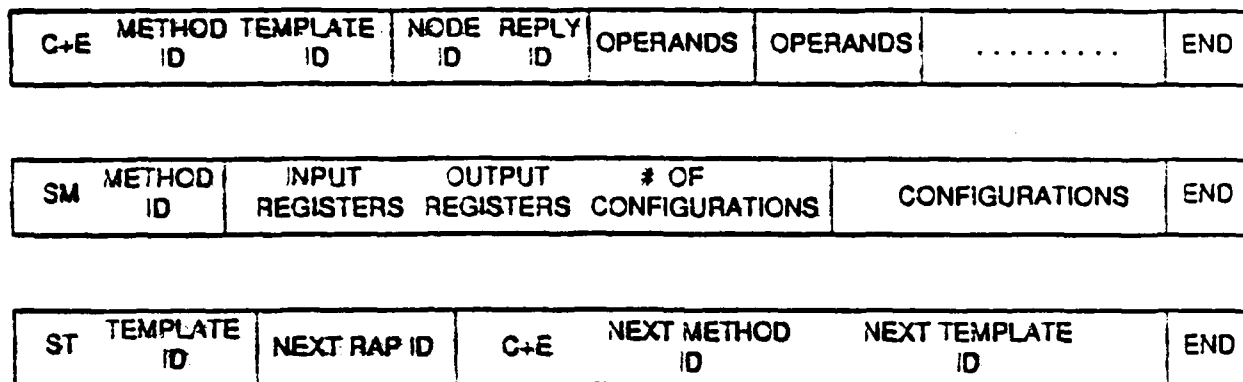 C+E METHOD ID TEMPLATE ID NODE ID REPLY ID OPERANDS OPERANDS ......... END
SM METHOD ID INPUT REGISTERS OUTPUT REGISTERS # OF CONFIGURATIONS CONFIGURATIONS END
ST TEMPLATE ID NEXT RAP ID C+E NEXT METHOD ID NEXT TEMPLATE ID END